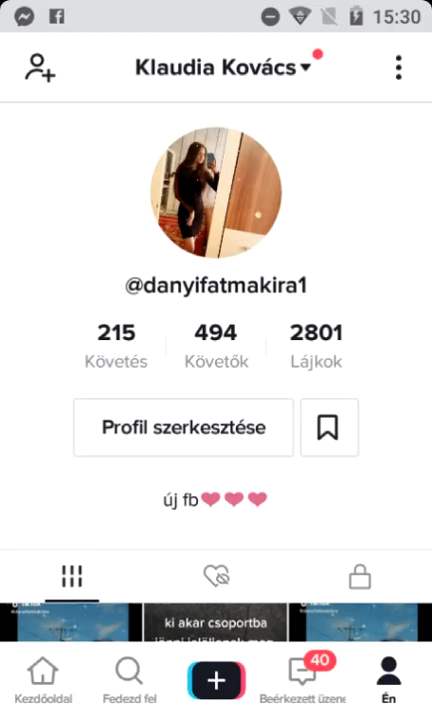 15:30
Klaudia Kovács
@danyifatmakira1
215 494 2801
Követés Követők Lájkok
Profil szerkesztése
új fb
ki akar csoportba
40
Kezdőoldal Fedezd fel Beérkezett üzene Én